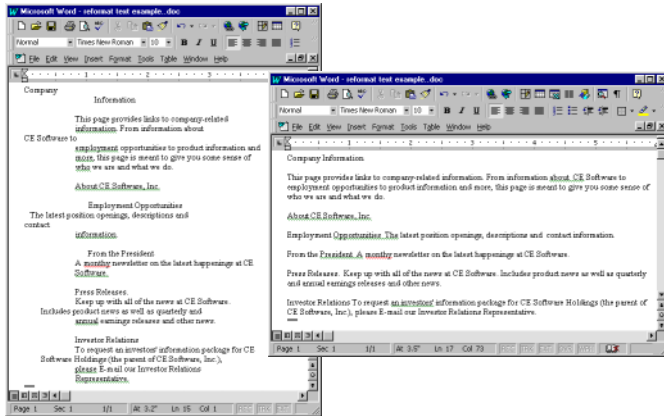 Microsoft Word - reformat text example_.doc
Normal Times New Roman 10 B I U
File Edit View Insert Format Tools Table Window Help
Company
Information
This page provides links to company-related
information. From information about
CE Software to
employment opportunities to product information and
more, this page is meant to give you some sense of
who we are and what we do.
About CE Software, Inc.
Employment Opportunities
The latest position openings, descriptions and
contact
information.
From the President
A monthy newsletter on the latest happenings at CE
Software.
Press Releases.
Keep up with all of the news at CE Software.
Includes product news as well as quarterly and
annual earnings releases and other news.
Investor Relations
To request an investors' information package for CE
Software Holdings (the parent of CE Software, Inc.),
please E-mail our Investor Relations
Representative.
Page 1 Sec 1 1/1 At 3.2" Ln 15 Col 1 REC TRK EXT
Microsoft Word - reformat text example_.doc
Normal Times New Roman 10 B I U
File Edit View Insert Format Tools Table Window Help
Company Information
This page provides links to company-related information. From information about CE Software to
employment opportunities to product information and more, this page is meant to give you some sense of
who we are and what we do.
About CE Software, Inc.
Employment Opportunities The latest position openings, descriptions and contact information.
From the President A monthy newsletter on the latest happenings at CE Software.
Press Releases. Keep up with all of the news at CE Software. Includes product news as well as quarterly
and annual earnings releases and other news.
Investor Relations To request an investors' information package for CE Software Holdings (the parent of
CE Software, Inc.), please E-mail our Investor Relations Representative.
Page 1 Sec 1 1/1 At 3.5" Ln 17 Col 73 REC TRK EXT OVR WPH